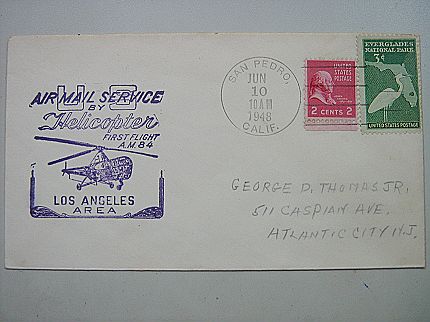 U S
AIR MAIL SERVICE
BY
Helicopter
FIRST FLIGHT
A.M. 84
LOS ANGELES
AREA
SAN PEDRO,
JUN
10
10 AM
1948
CALIF.
UNITED STATES
POSTAGE
2 CENTS 2
EVERGLADES
NATIONAL PARK
3¢
UNITED STATES POSTAGE
GEORGE D. THOMAS JR.
511 CASPIAN AVE.
ATLANTIC CITY N.J.